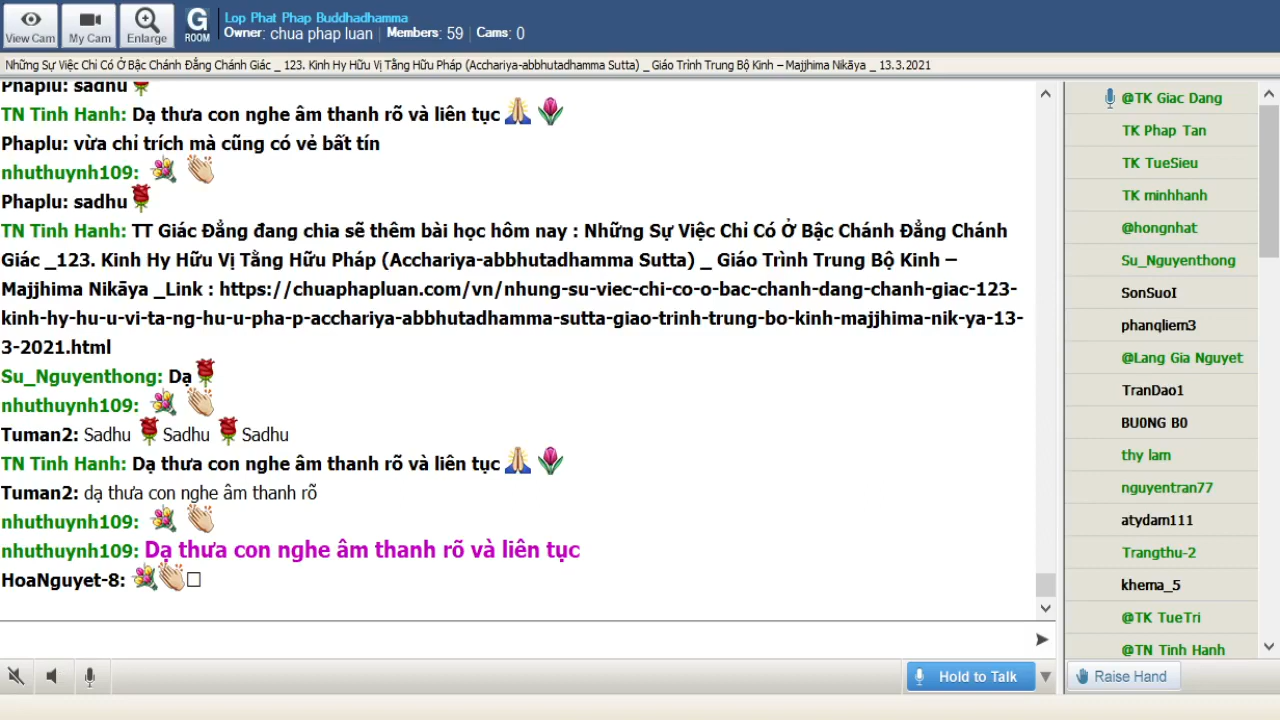 View Cam
My Cam
Enlarge
G
ROOM
Lop Phat Phap Buddhadhamma
Owner: chua phap luan | Members: 59 | Cams: 0
Những Sự Việc Chỉ Có Ở Bậc Chánh Đẳng Chánh Giác _ 123. Kinh Hy Hữu Vị Tằng Hữu Pháp (Acchariya-abbhutadhamma Sutta) _ Giáo Trình Trung Bộ Kinh – Majjhima Nikāya _ 13.3.2021
Phaplu: sadhu
TN Tinh Hanh: Dạ thưa con nghe âm thanh rõ và liên tục
Phaplu: vừa chỉ trích mà cũng có vẻ bất tín
nhuthuynh109:
Phaplu: sadhu
TN Tinh Hanh: TT Giác Đẳng đang chia sẽ thêm bài học hôm nay : Những Sự Việc Chỉ Có Ở Bậc Chánh Đẳng Chánh
Giác _123. Kinh Hy Hữu Vị Tằng Hữu Pháp (Acchariya-abbhutadhamma Sutta) _ Giáo Trình Trung Bộ Kinh –
Majjhima Nikāya _Link : https://chuaphapluan.com/vn/nhung-su-viec-chi-co-o-bac-chanh-dang-chanh-giac-123-
kinh-hy-hu-u-vi-ta-ng-hu-u-pha-p-acchariya-abbhutadhamma-sutta-giao-trinh-trung-bo-kinh-majjhima-nik-ya-13-
3-2021.html
Su_Nguyenthong: Dạ
nhuthuynh109:
Tuman2: Sadhu Sadhu Sadhu
TN Tinh Hanh: Dạ thưa con nghe âm thanh rõ và liên tục
Tuman2: dạ thưa con nghe âm thanh rõ
nhuthuynh109:
nhuthuynh109: Dạ thưa con nghe âm thanh rõ và liên tục
HoaNguyet-8:
@TK Giac Dang
TK Phap Tan
TK TueSieu
TK minhhanh
@hongnhat
Su_Nguyenthong
SonSuoI
phanqliem3
@Lang Gia Nguyet
TranDao1
BU0NG B0
thy lam
nguyentran77
atydam111
Trangthu-2
khema_5
@TK TueTri
@TN Tinh Hanh
Hold to Talk
Raise Hand